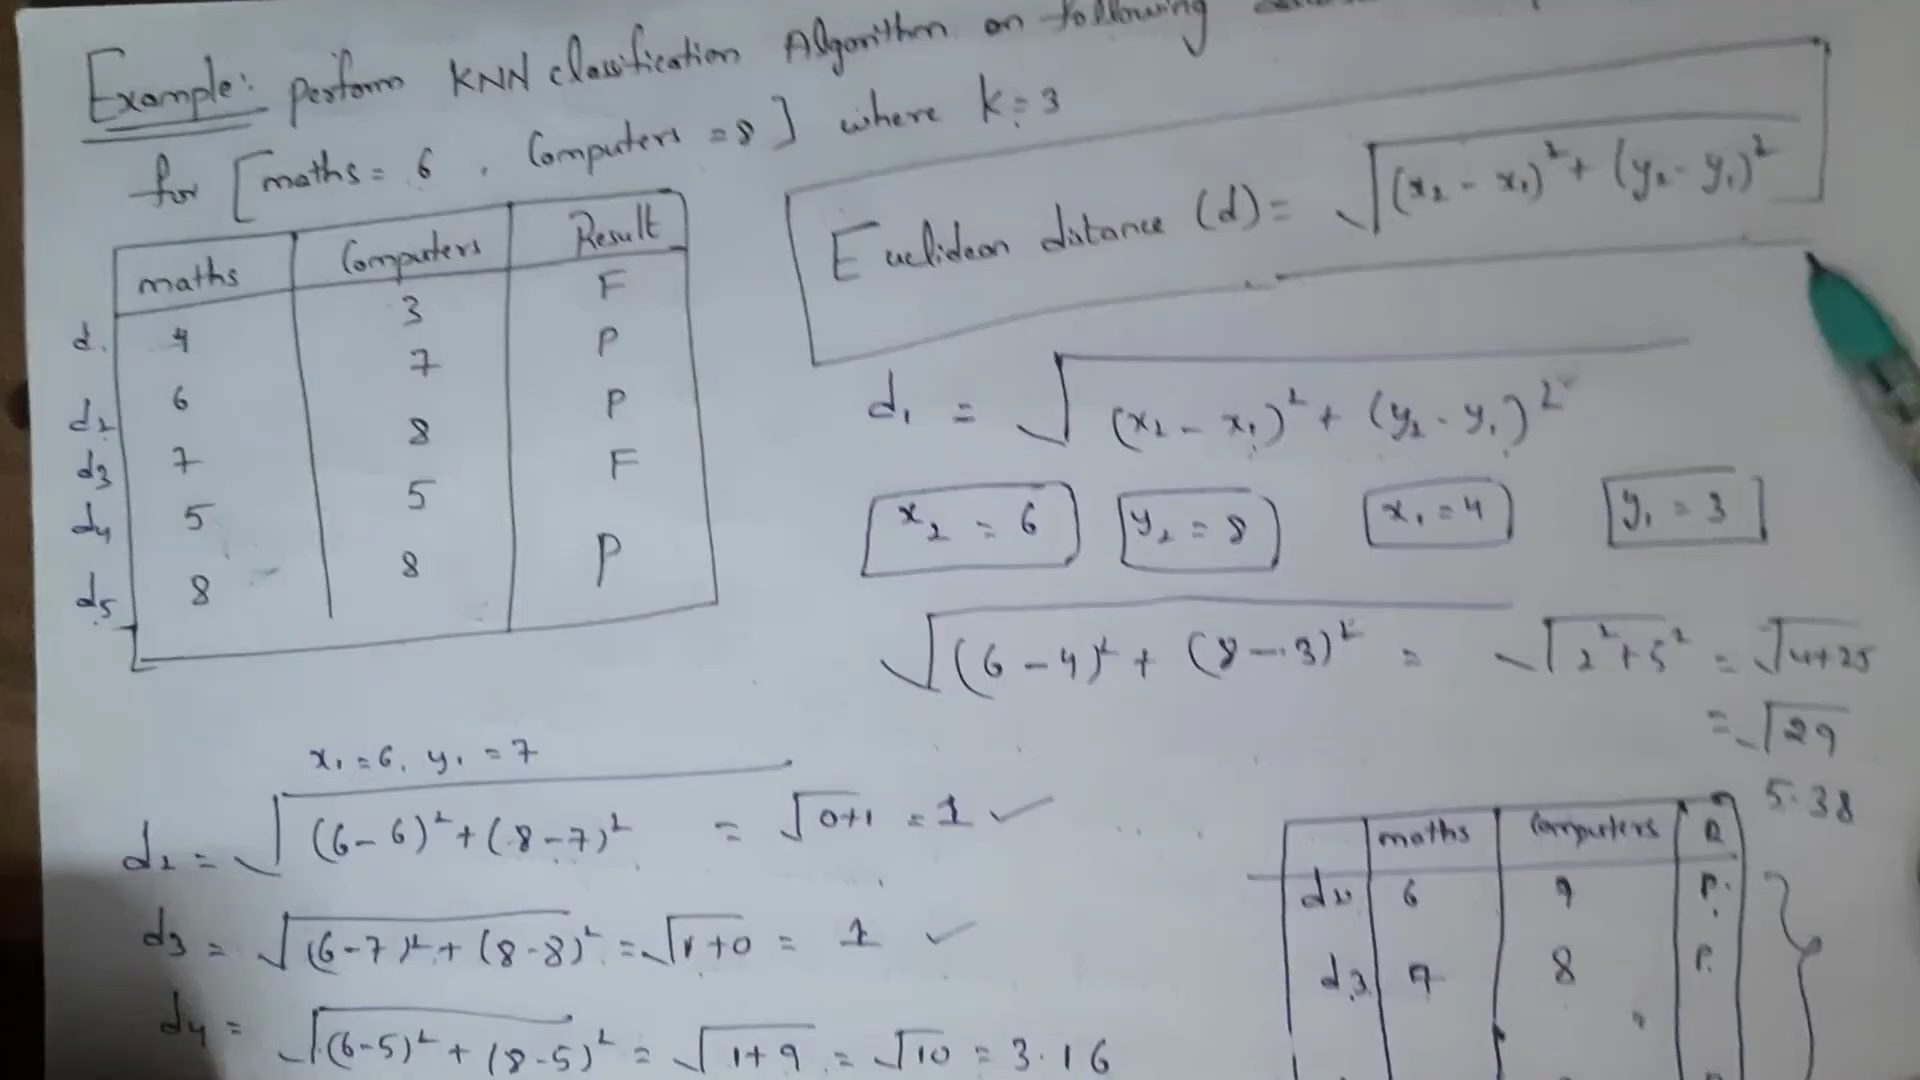 Example: perform KNN classification Algorithm on following
for [maths = 6, Computers = 8] where k = 3
Euclidean distance (d) = √(x₂ - x₁)² + (y₂ - y₁)²
maths Computers Result
d₁ 4 3 F
d₂ 6 7 P
d₃ 7 8 P
d₄ 5 5 F
d₅ 8 8 P
d₁ = √(x₂ - x₁)² + (y₂ - y₁)²
x₂ = 6 y₂ = 8 x₁ = 4 y₁ = 3
√(6 - 4)² + (8 - 3)² = √2² + 5² = √4+25
= √29
5.38
x₁ = 6, y₁ = 7
d₂ = √(6 - 6)² + (8 - 7)² = √0+1 = 1 ✓
d₃ = √(6-7)² + (8-8)² = √1+0 = 1 ✓
d₄ = √(6-5)² + (8-5)² = √1+9 = √10 = 3.16
maths Computers R
d₂ 6 7 P.
d₃ 7 8 P.